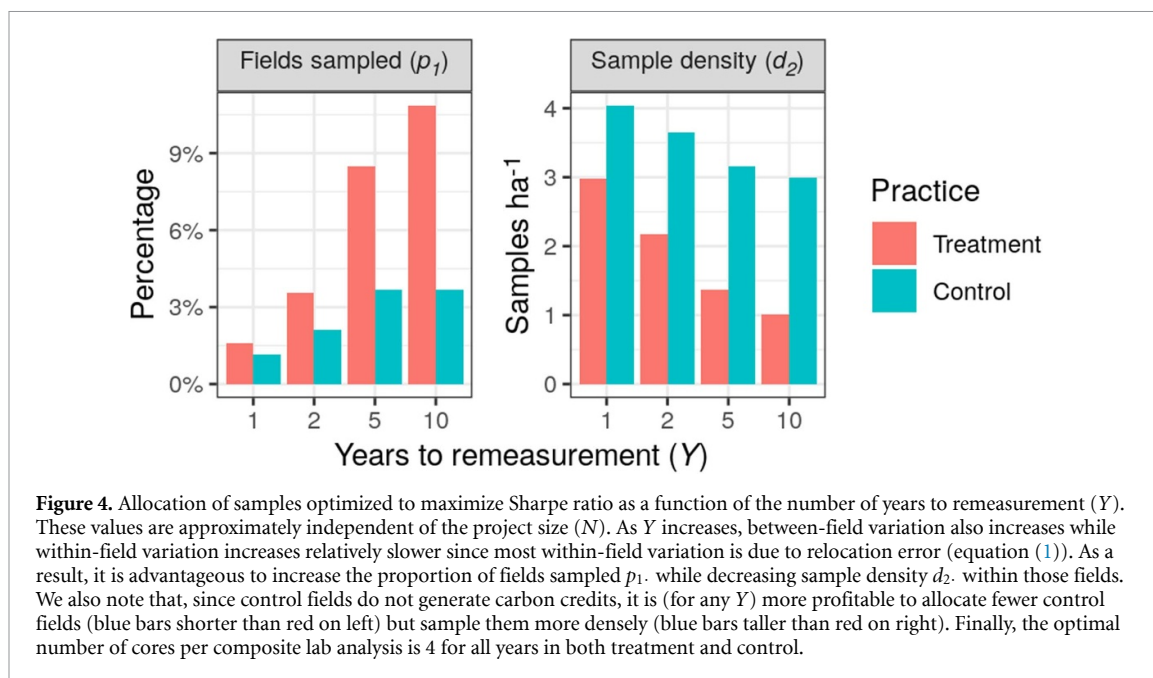 Fields sampled (p1)
Sample density (d2)
Percentage
9%
6%
3%
0%
1 2 5 10
Samples ha-1
4
3
2
1
0
1 2 5 10
Years to remeasurement (Y)
Practice
Treatment
Control
Figure 4. Allocation of samples optimized to maximize Sharpe ratio as a function of the number of years to remeasurement (Y).
These values are approximately independent of the project size (N). As Y increases, between-field variation also increases while
within-field variation increases relatively slower since most within-field variation is due to relocation error (equation (1)). As a
result, it is advantageous to increase the proportion of fields sampled p1· while decreasing sample density d2· within those fields.
We also note that, since control fields do not generate carbon credits, it is (for any Y) more profitable to allocate fewer control
fields (blue bars shorter than red on left) but sample them more densely (blue bars taller than red on right). Finally, the optimal
number of cores per composite lab analysis is 4 for all years in both treatment and control.